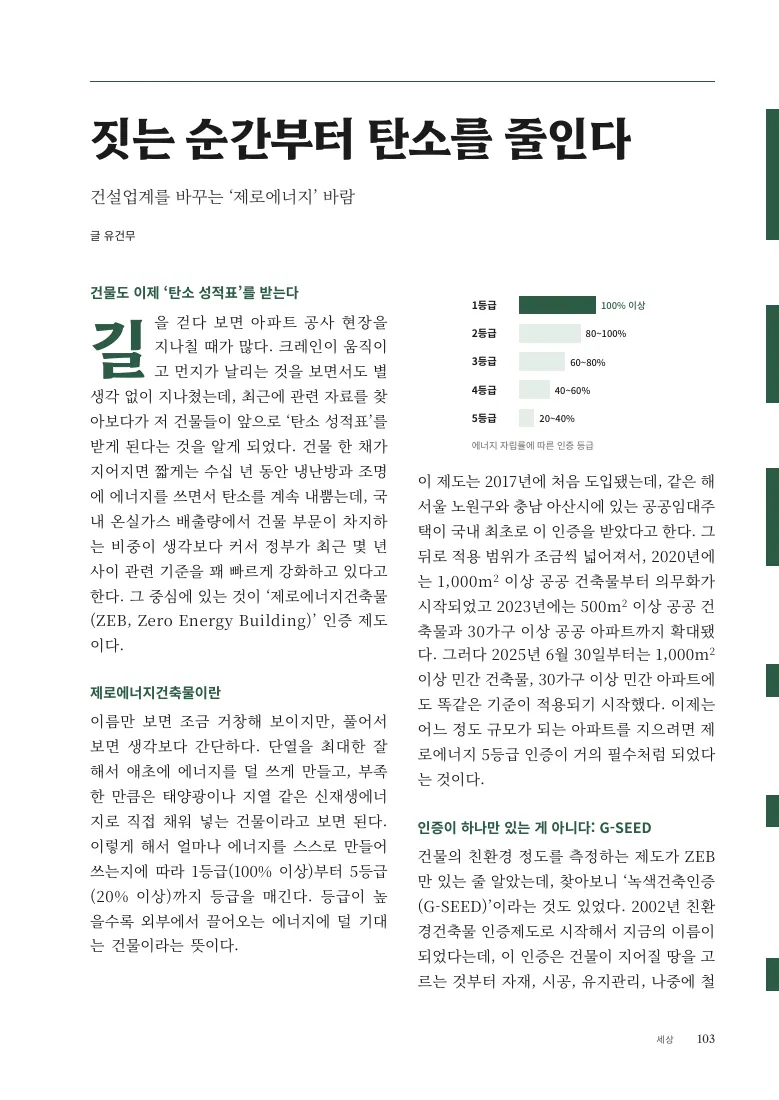 짓는 순간부터 탄소를 줄인다
건설업계를 바꾸는 ‘제로에너지’ 바람
글 유건무
건물도 이제 ‘탄소 성적표’를 받는다
길을 걷다 보면 아파트 공사 현장을
지나칠 때가 많다. 크레인이 움직이
고 먼지가 날리는 것을 보면서도 별
생각 없이 지나쳤는데, 최근에 관련 자료를 찾
아보다가 저 건물들이 앞으로 ‘탄소 성적표’를
받게 된다는 것을 알게 되었다. 건물 한 채가
지어지면 짧게는 수십 년 동안 냉난방과 조명
에 에너지를 쓰면서 탄소를 계속 내뿜는데, 국
내 온실가스 배출량에서 건물 부문이 차지하
는 비중이 생각보다 커서 정부가 최근 몇 년
사이 관련 기준을 꽤 빠르게 강화하고 있다고
한다. 그 중심에 있는 것이 ‘제로에너지건축물
(ZEB, Zero Energy Building)’ 인증 제도
이다.
제로에너지건축물이란
이름만 보면 조금 거창해 보이지만, 풀어서
보면 생각보다 간단하다. 단열을 최대한 잘
해서 애초에 에너지를 덜 쓰게 만들고, 부족
한 만큼은 태양광이나 지열 같은 신재생에너
지로 직접 채워 넣는 건물이라고 보면 된다.
이렇게 해서 얼마나 에너지를 스스로 만들어
쓰는지에 따라 1등급(100% 이상)부터 5등급
(20% 이상)까지 등급을 매긴다. 등급이 높
을수록 외부에서 끌어오는 에너지에 덜 기대
는 건물이라는 뜻이다.
1등급 100% 이상
2등급 80~100%
3등급 60~80%
4등급 40~60%
5등급 20~40%
에너지 자립률에 따른 인증 등급
이 제도는 2017년에 처음 도입됐는데, 같은 해
서울 노원구와 충남 아산시에 있는 공공임대주
택이 국내 최초로 이 인증을 받았다고 한다. 그
뒤로 적용 범위가 조금씩 넓어져서, 2020년에
는 1,000m² 이상 공공 건축물부터 의무화가
시작되었고 2023년에는 500m² 이상 공공 건
축물과 30가구 이상 공공 아파트까지 확대됐
다. 그러다 2025년 6월 30일부터는 1,000m²
이상 민간 건축물, 30가구 이상 민간 아파트에
도 똑같은 기준이 적용되기 시작했다. 이제는
어느 정도 규모가 되는 아파트를 지으려면 제
로에너지 5등급 인증이 거의 필수처럼 되었다
는 것이다.
인증이 하나만 있는 게 아니다: G-SEED
건물의 친환경 정도를 측정하는 제도가 ZEB
만 있는 줄 알았는데, 찾아보니 ‘녹색건축인증
(G-SEED)’이라는 것도 있었다. 2002년 친환
경건축물 인증제도로 시작해서 지금의 이름이
되었다는데, 이 인증은 건물이 지어질 땅을 고
르는 것부터 자재, 시공, 유지관리, 나중에 철
세상 103